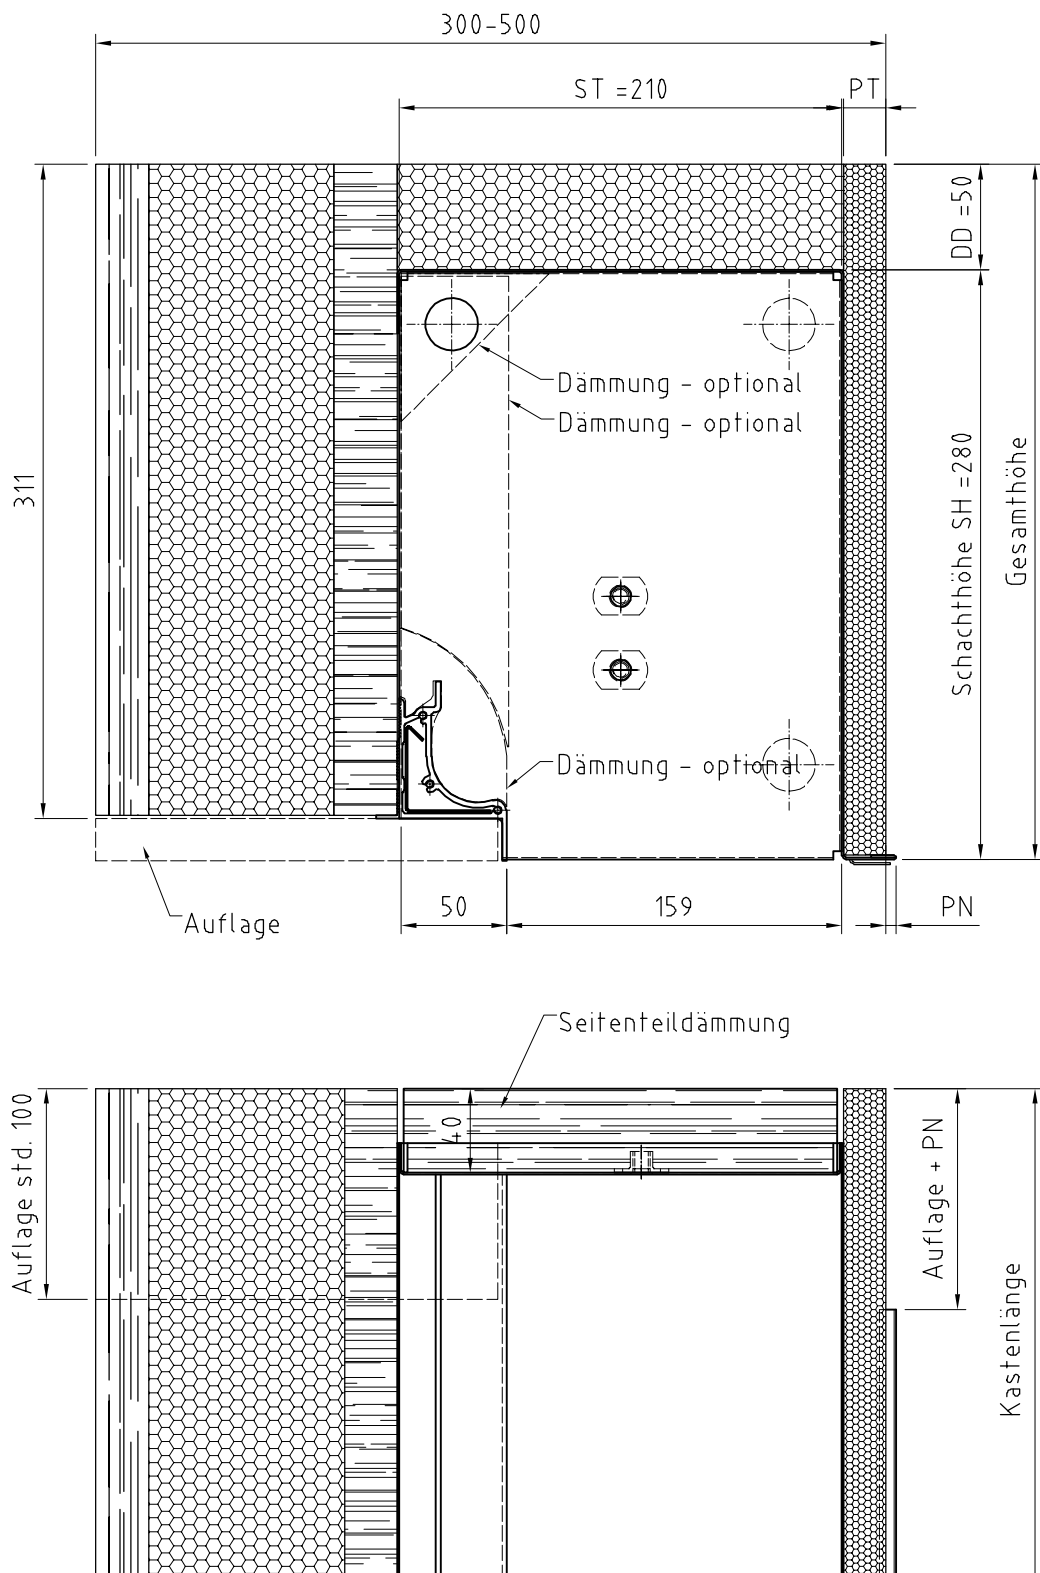 300-500
ST =210
PT
DD =50
Dämmung - optional
Dämmung - optional
311
Schachthöhe SH =280
Gesamthöhe
Dämmung - optional
50
159
PN
Auflage
Seitenteildämmung
Auflage std. 100
40
Auflage + PN
Kastenlänge